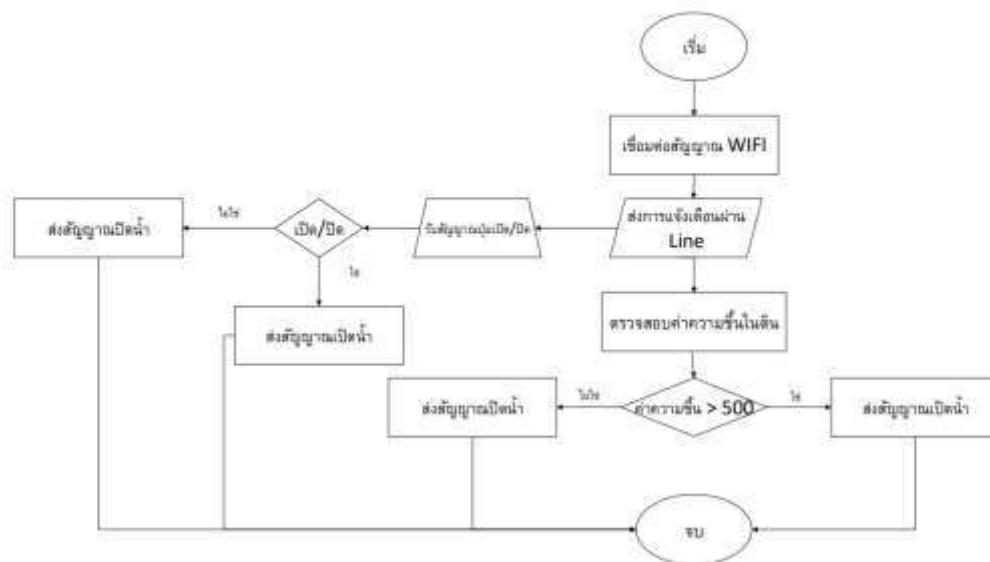 เริ่ม
เชื่อมต่อสัญญาณ WIFI
ส่งการแจ้งเตือนผ่าน
Line
รับสัญญาณปุ่มเปิด/ปิด
เปิด/ปิด
ไม่ใช่
ส่งสัญญาณปิดน้ำ
ใช่
ส่งสัญญาณเปิดน้ำ
ตรวจสอบค่าความชื้นในดิน
ค่าความชื้น > 500
ไม่ใช่
ส่งสัญญาณปิดน้ำ
ใช่
ส่งสัญญาณเปิดน้ำ
จบ